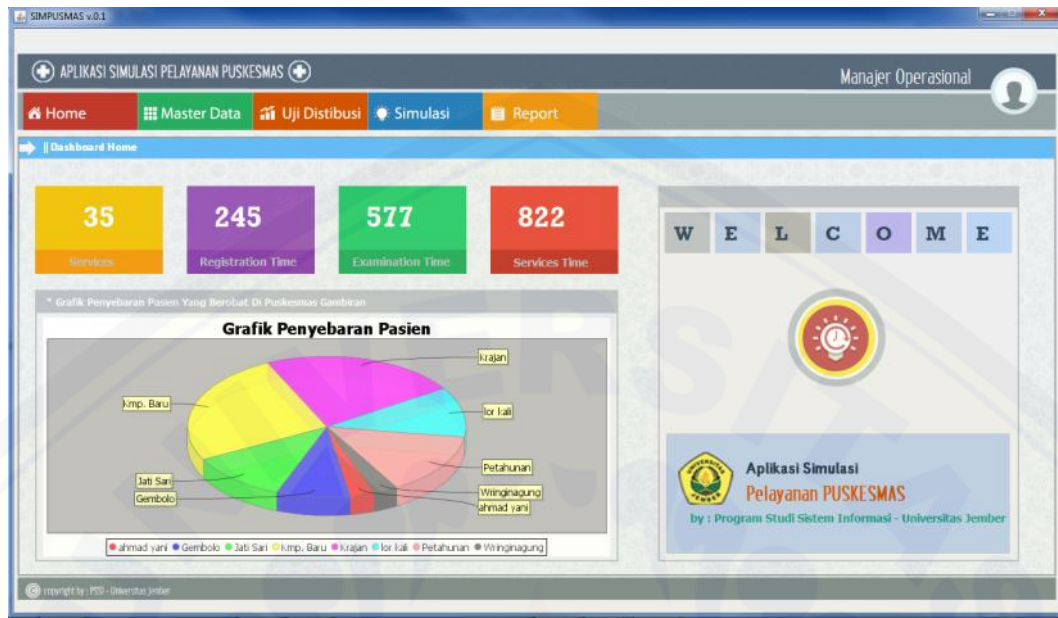 SIMPUSMAS v.0.1
APLIKASI SIMULASI PELAYANAN PUSKESMAS
Manajer Operasional
Home Master Data Uji Distibusi Simulasi Report
|| Dashboard Home
35 245 577 822
Services Registration Time Examination Time Services Time
W E L C O M E
* Grafik Penyebaran Pasien Yang Berobat Di Puskesmas Gambiran
Grafik Penyebaran Pasien
krajan
kmp. Baru
lor kali
Petahunan
Jati Sari
Wringinagung
Gembolo
ahmad yani
ahmad yani Gembolo Jati Sari kmp. Baru krajan lor kali Petahunan Wringinagung
UNIVERSITAS
JEMBER
Aplikasi Simulasi
Pelayanan PUSKESMAS
by : Program Studi Sistem Informasi - Universitas Jember
copyright by : PSSI - Universitas Jember